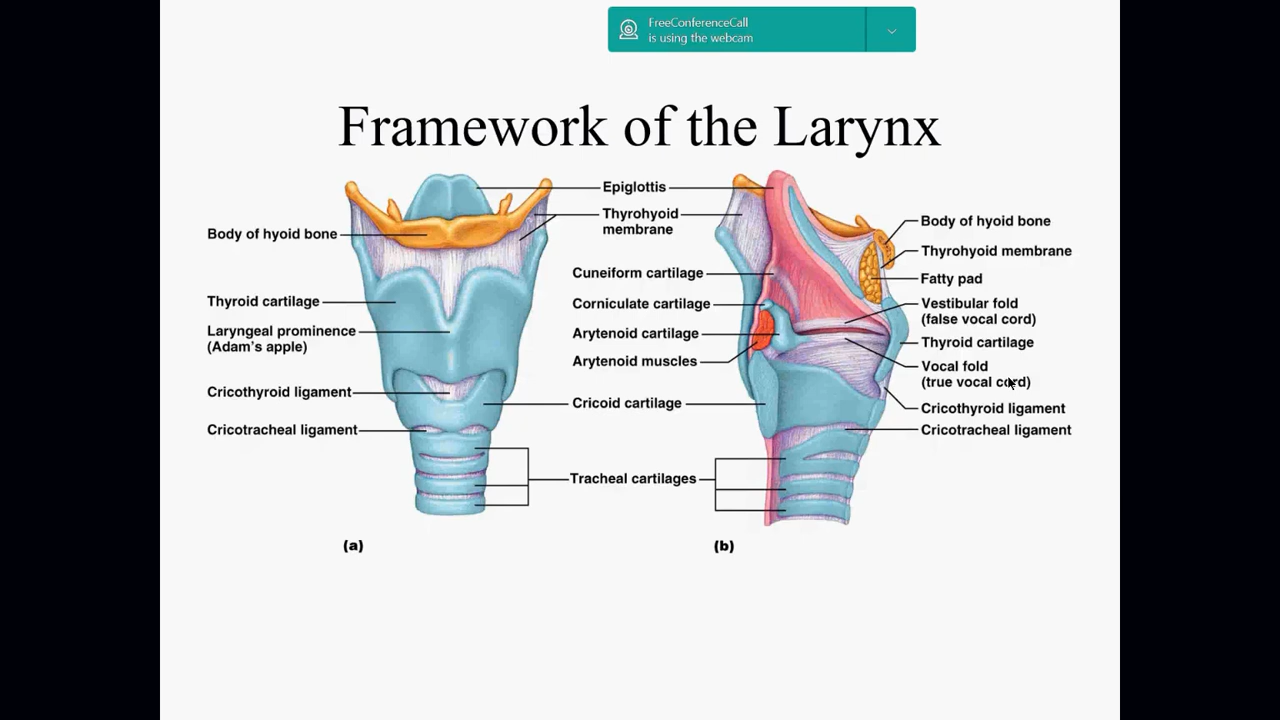 FreeConferenceCall
is using the webcam
Framework of the Larynx
Body of hyoid bone
Thyroid cartilage
Laryngeal prominence
(Adam's apple)
Cricothyroid ligament
Cricotracheal ligament
Epiglottis
Thyrohyoid
membrane
Cuneiform cartilage
Corniculate cartilage
Arytenoid cartilage
Arytenoid muscles
Cricoid cartilage
Tracheal cartilages
Body of hyoid bone
Thyrohyoid membrane
Fatty pad
Vestibular fold
(false vocal cord)
Thyroid cartilage
Vocal fold
(true vocal cord)
Cricothyroid ligament
Cricotracheal ligament
(a)
(b)